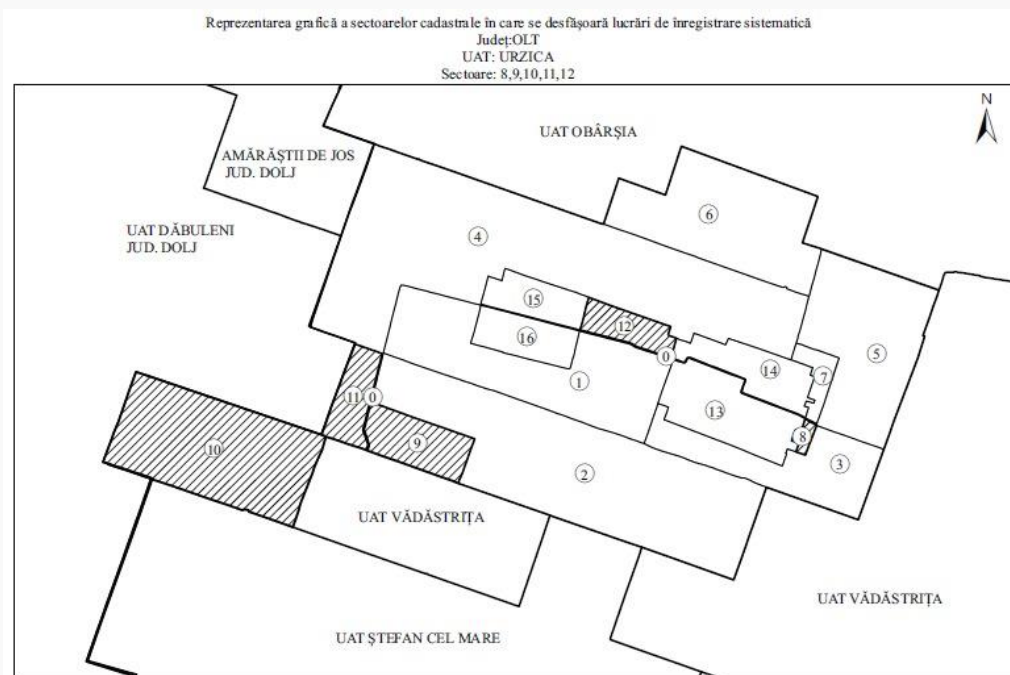 Reprezentarea grafică a sectoarelor cadastrale în care se desfășoară lucrări de înregistrare sistematică
Județ:OLT
UAT: URZICA
Sectoare: 8,9,10,11,12
N
UAT OBÂRȘIA
AMĂRĂȘTII DE JOS
JUD. DOLJ
6
UAT DĂBULENI
JUD. DOLJ
4
15
12
16
0
5
14
7
1
11
0
13
9
8
10
3
2
UAT VĂDĂSTRIȚA
UAT VĂDĂSTRIȚA
UAT ȘTEFAN CEL MARE